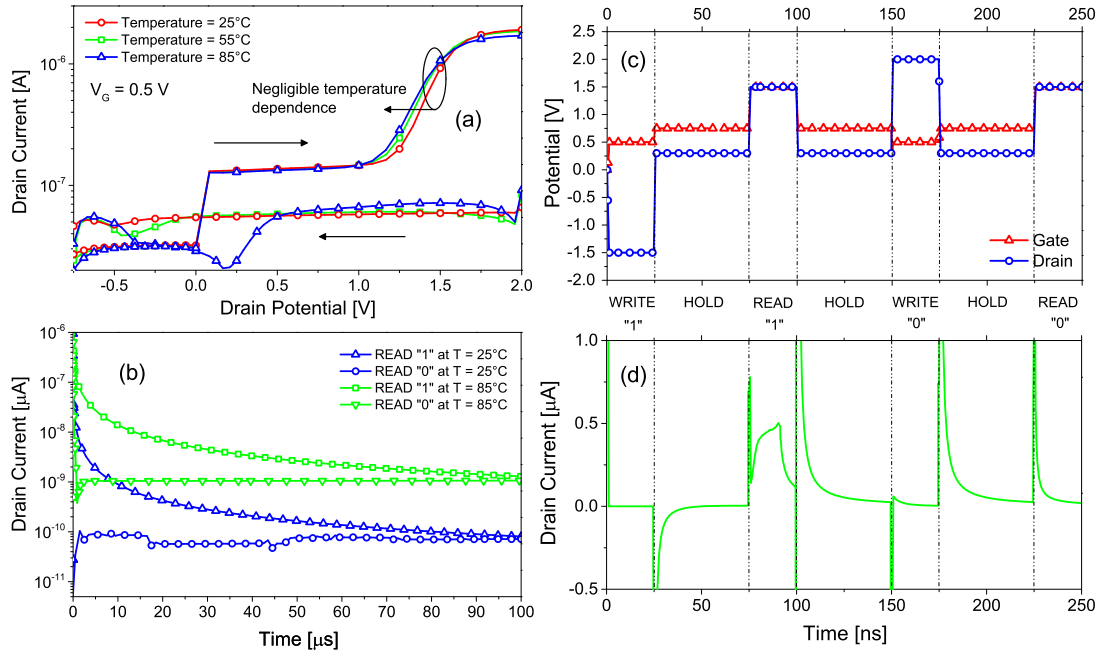 Temperature = 25°C
Temperature = 55°C
Temperature = 85°C
V_G = 0.5 V
Negligible temperature
dependence
(a)
10^-6
10^-7
Drain Current [A]
-0.5 0.0 0.5 1.0 1.5 2.0
Drain Potential [V]
(b)
READ "1" at T = 25°C
READ "0" at T = 25°C
READ "1" at T = 85°C
READ "0" at T = 85°C
10^-6
10^-7
10^-8
10^-9
10^-10
10^-11
Drain Current [μA]
0 10 20 30 40 50 60 70 80 90 100
Time [μs]
0 50 100 150 200 250
(c)
2.5
2.0
1.5
1.0
0.5
0.0
-0.5
-1.0
-1.5
-2.0
Potential [V]
Gate
Drain
WRITE HOLD READ HOLD WRITE HOLD READ
"1" "1" "0" "0"
(d)
1.0
0.5
0.0
-0.5
Drain Current [μA]
0 50 100 150 200 250
Time [ns]